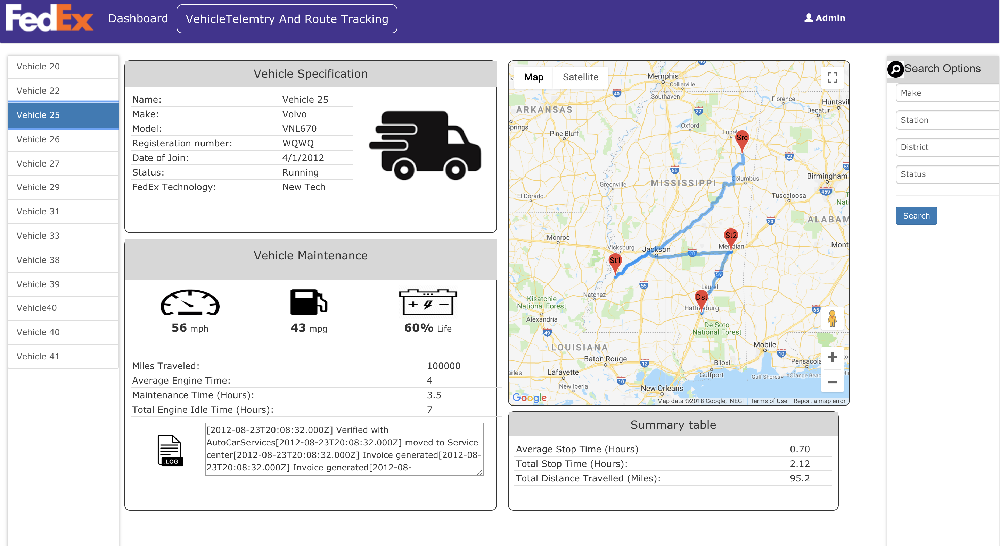 FedEx Dashboard VehicleTelemtry And Route Tracking Admin
Vehicle 20
Vehicle 22
Vehicle 25
Vehicle 26
Vehicle 27
Vehicle 29
Vehicle 31
Vehicle 33
Vehicle 38
Vehicle 39
Vehicle40
Vehicle 40
Vehicle 41
Vehicle Specification
Name: Vehicle 25
Make: Volvo
Model: VNL670
Registeration number: WQWQ
Date of Join: 4/1/2012
Status: Running
FedEx Technology: New Tech
Vehicle Maintenance
56 mph 43 mpg 60% Life
Miles Traveled: 100000
Average Engine Time: 4
Maintenance Time (Hours): 3.5
Total Engine Idle Time (Hours): 7
.LOG
[2012-08-23T20:08:32.000Z] Verified with
AutoCarServices[2012-08-23T20:08:32.000Z] moved to Service
center[2012-08-23T20:08:32.000Z] Invoice generated[2012-08-
23T20:08:32.000Z] Invoice generated[2012-08-
Map Satellite
40
Memphis
Collierville
40
Southaven
Florence
Huntsvil
ARKANSAS
22
Decatur
Springs
Oxford
Pine Bluff
Tupel
Src
22
59
55
Columbus
Birmingham
MISSISSIPPI
Greenville
459
El Dorado
Tuscaloosa
Nati
20
ALABAM
St2
Monroe
Vicksburg
Jackson
Meridian
Mont
20
St1
59
55
Laurel
Natchez
Dst
Kisatchie
National Forest
Hattiesburg
65
Alexandria
De Soto
National Forest
49
LOUISIANA
Mobile
10
Baton Rouge
12
Biloxi
Pensacola
arles
Lafayette
Gulfport
Gulf Shores
Orange Beac
10
New Iberia
New Orleans
Google
Map data ©2018 Google, INEGI Terms of Use Report a map error
Summary table
Average Stop Time (Hours) 0.70
Total Stop Time (Hours): 2.12
Total Distance Travelled (Miles): 95.2
Search Options
Make
Station
District
Status
Search